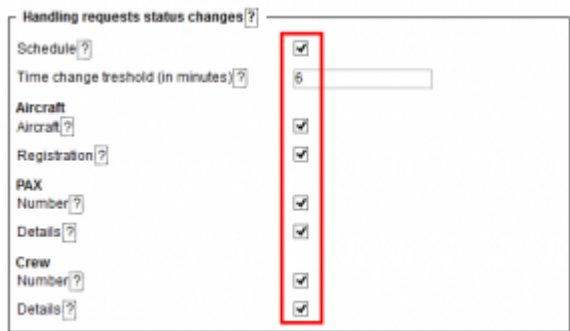 Handling requests status changes ?
Schedule ?
Time change treshold (in minutes) ? 6
Aircraft
Aircraft ?
Registration ?
PAX
Number ?
Details ?
Crew
Number ?
Details ?